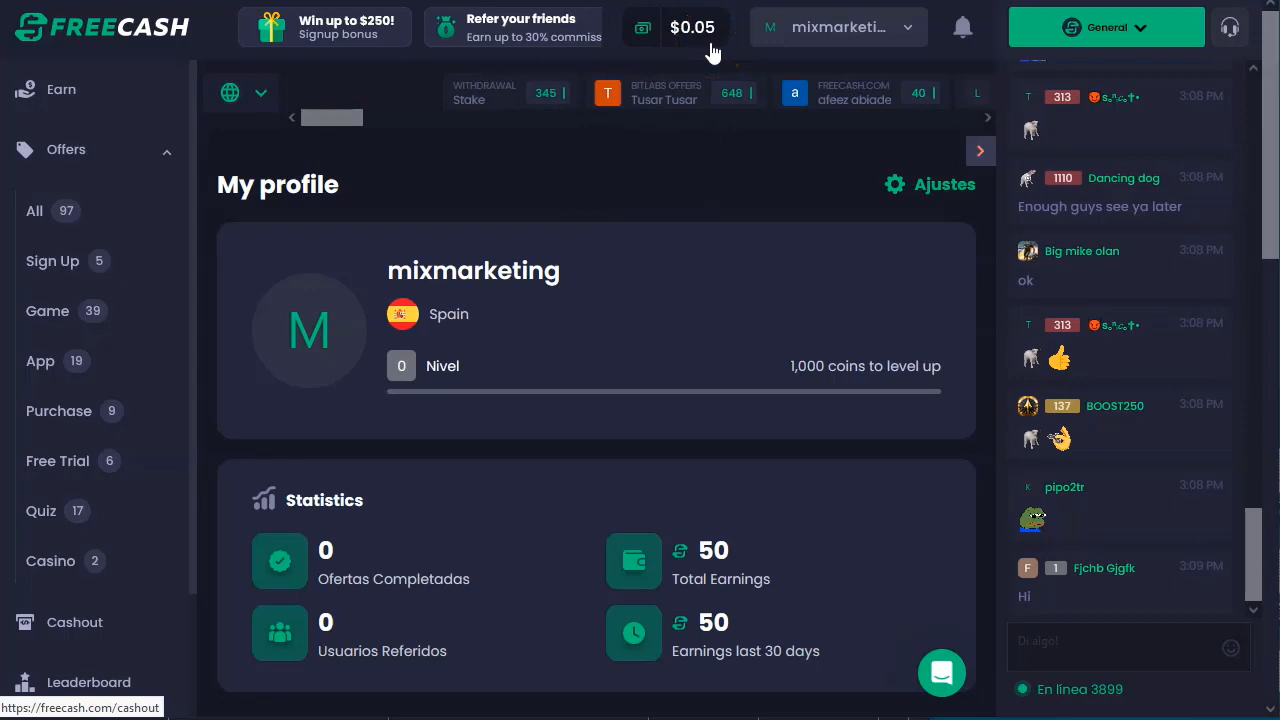 FREECASH
Win up to $250!
Signup bonus
Refer your friends
Earn up to 30% commiss
$0.05
M mixmarketi...
General
Earn
Offers
All 97
Sign Up 5
Game 39
App 19
Purchase 9
Free Trial 6
Quiz 17
Casino 2
Cashout
Leaderboard
https://freecash.com/cashout
WITHDRAWAL
Stake
345
T
BITLABS OFFERS
Tusar Tusar
648
a
FREECASH.COM
afeez abiade
40
L
My profile
Ajustes
M
mixmarketing
Spain
0 Nivel
1,000 coins to level up
Statistics
0
Ofertas Completadas
50
Total Earnings
0
Usuarios Referidos
50
Earnings last 30 days
T 313
3:08 PM
1110 Dancing dog 3:08 PM
Enough guys see ya later
Big mike olan 3:08 PM
ok
T 313
3:08 PM
137 BOOST250 3:08 PM
K pipo2tr 3:08 PM
F 1 Fjchb Gjgfk 3:09 PM
Hi
Di algo!
En línea 3899